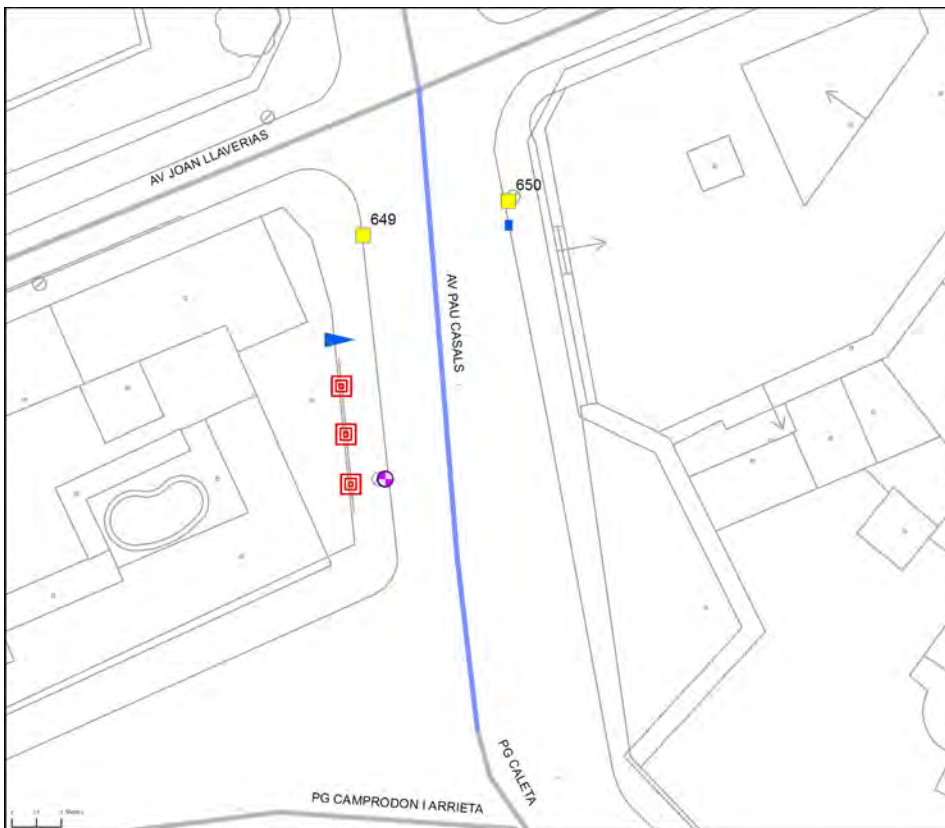 AV JOAN LLAVERIAS
650
649
AV PAU CASALS
PG CALETA
PG CAMPRODON I ARRIETA